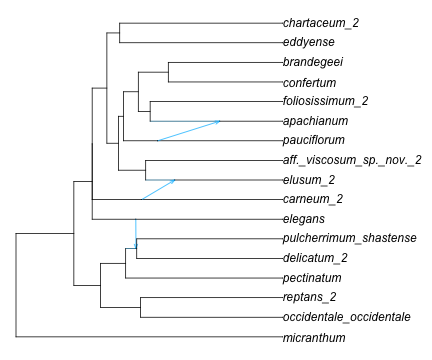 chartaceum_2
eddyense
brandegeei
confertum
foliosissimum_2
apachianum
pauciflorum
aff._viscosum_sp._nov._2
elusum_2
carneum_2
elegans
pulcherrimum_shastense
delicatum_2
pectinatum
reptans_2
occidentale_occidentale
micranthum